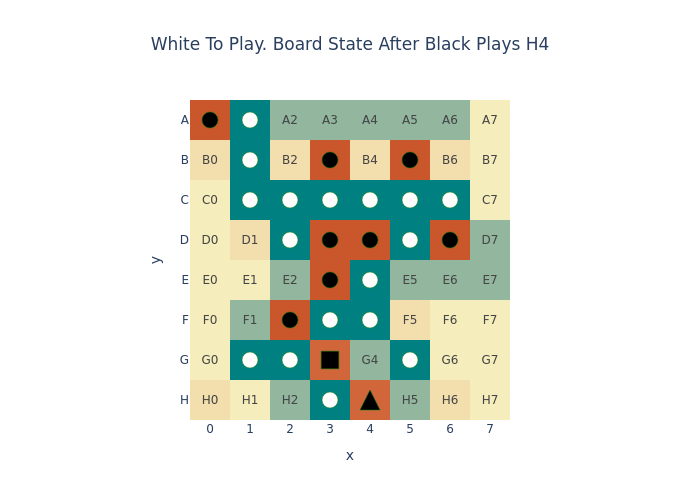 White To Play. Board State After Black Plays H4
A A2 A3 A4 A5 A6 A7
B B0 B2 B4 B6 B7
C C0 C7
D D0 D1 D7
E E0 E1 E2 E5 E6 E7
F F0 F1 F5 F6 F7
G G0 G4 G6 G7
H H0 H1 H2 H5 H6 H7
0 1 2 3 4 5 6 7
x
y